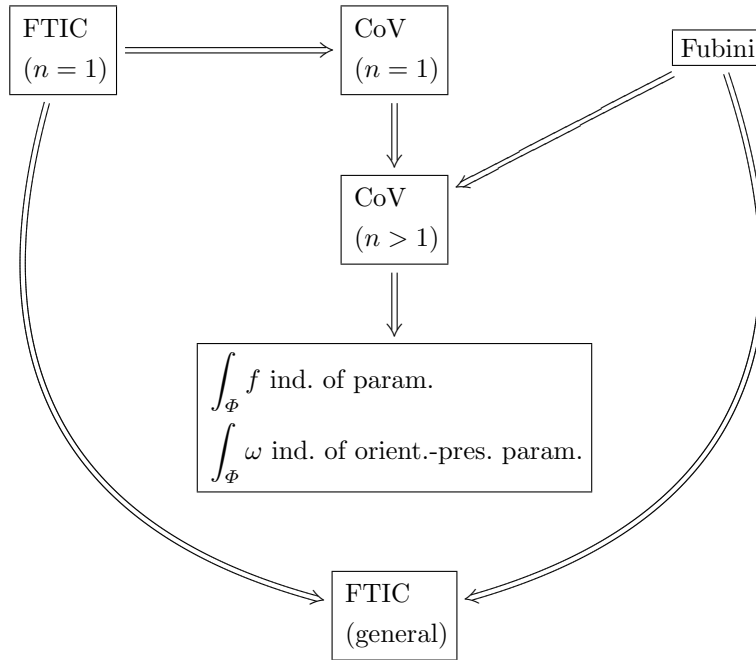 FTIC
(n = 1)
CoV
(n = 1)
Fubini
CoV
(n > 1)
∫_Φ f ind. of param.
∫_Φ ω ind. of orient.-pres. param.
FTIC
(general)